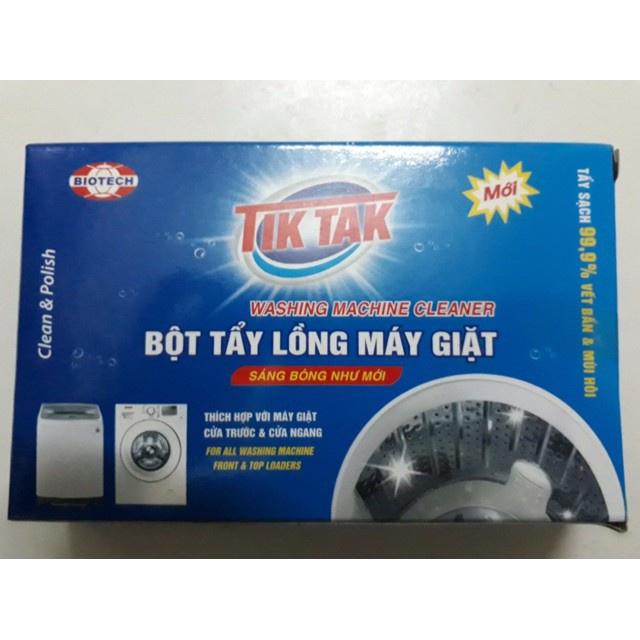 BIOTECH
Clean & Polish
TIK TAK
Mới
WASHING MACHINE CLEANER
BỘT TẨY LỒNG MÁY GIẶT
SÁNG BÓNG NHƯ MỚI
THÍCH HỢP VỚI MÁY GIẶT
CỬA TRƯỚC & CỬA NGANG
FOR ALL WASHING MACHINE
FRONT & TOP LOADERS
TẨY SẠCH 99,9% VẾT BẨN & MÙI HÔI